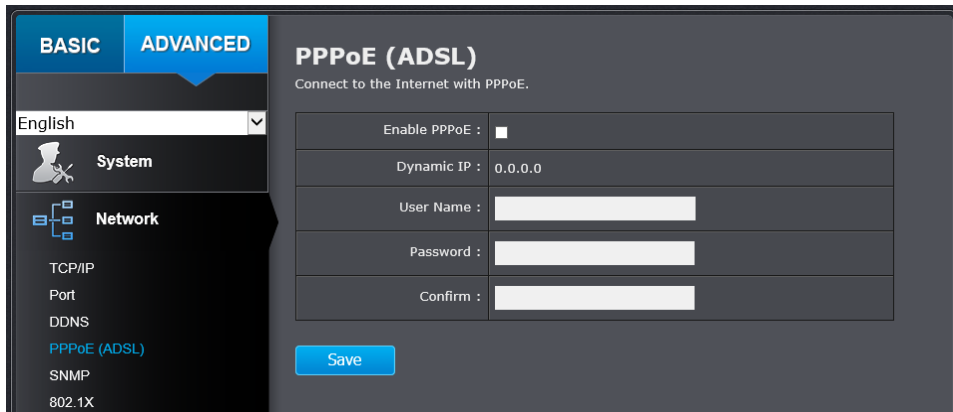 BASIC
ADVANCED
English
System
Network
TCP/IP
Port
DDNS
PPPoE (ADSL)
SNMP
802.1X
PPPoE (ADSL)
Connect to the Internet with PPPoE.
Enable PPPoE :
Dynamic IP : 0.0.0.0
User Name :
Password :
Confirm :
Save